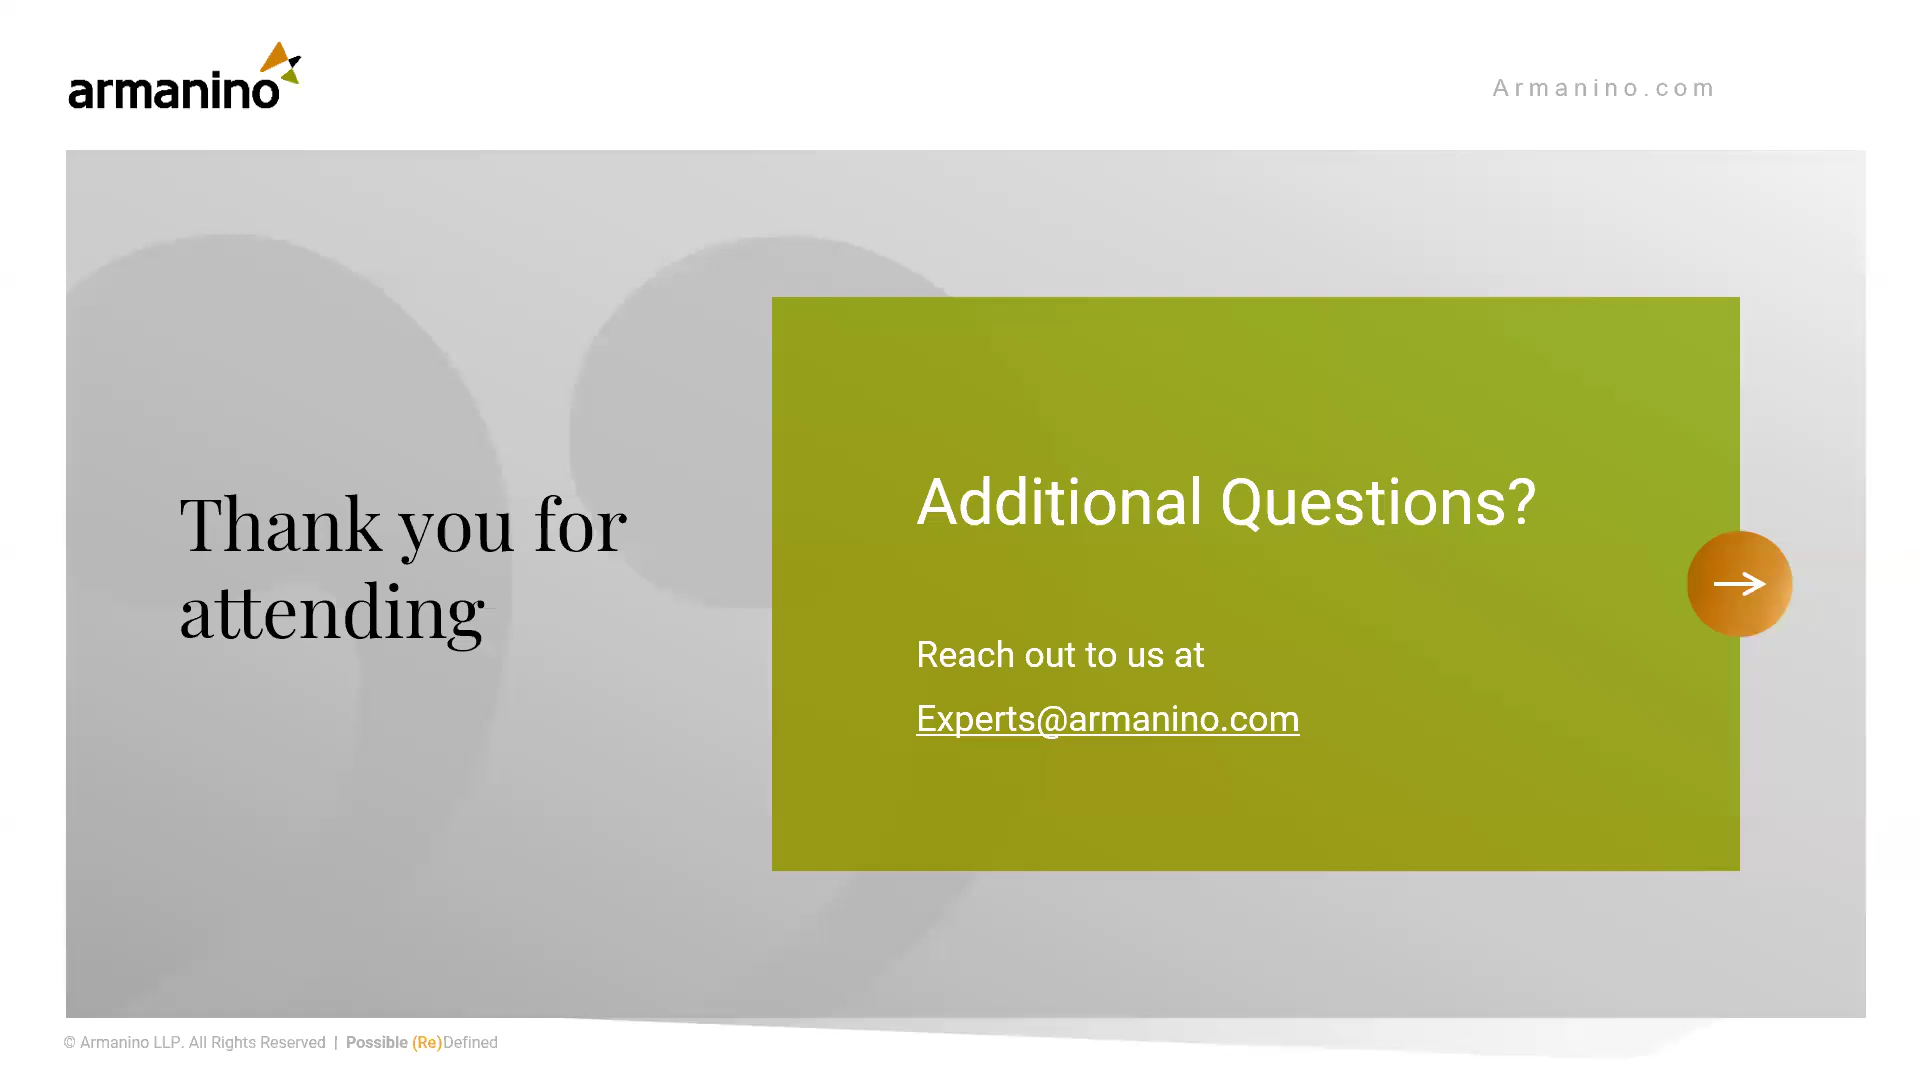 armanino
Armanino.com
Thank you for
attending
Additional Questions?
Reach out to us at
Experts@armanino.com
© Armanino LLP. All Rights Reserved | Possible (Re)Defined